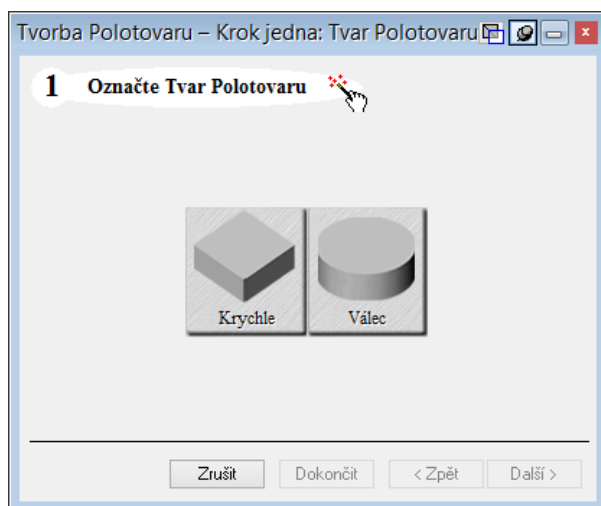 Tvorba Polotovaru – Krok jedna: Tvar Polotovaru
1 Označte Tvar Polotovaru
Krychle Válec
Zrušit Dokončit < Zpět Další >